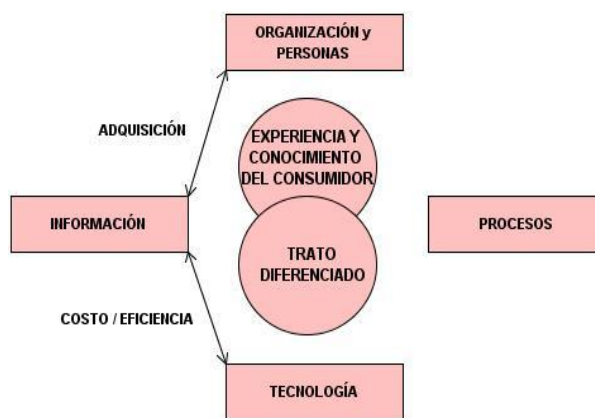 ORGANIZACIÓN y
PERSONAS
ADQUISICIÓN
EXPERIENCIA Y
CONOCIMIENTO
DEL CONSUMIDOR
INFORMACIÓN
PROCESOS
TRATO
DIFERENCIADO
COSTO / EFICIENCIA
TECNOLOGÍA